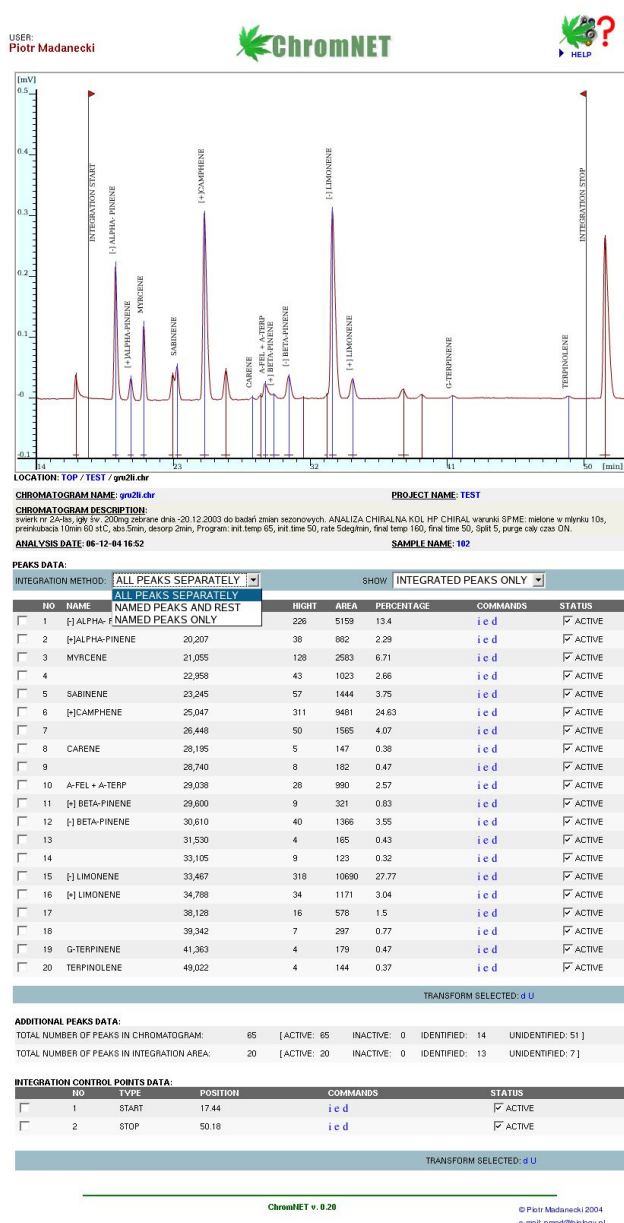 USER:
Piotr Madanecki
ChromNET
?
HELP
[mV]
0.5
0.4
0.3
0.2
0.1
-0
-0.1
INTEGRATION START
[-] ALPHA- PINENE
[+]ALPHA-PINENE
MYRCENE
SABINENE
[+]CAMPHENE
CARENE
A-FEL + A-TERP
[+] BETA-PINENE
[-] BETA-PINENE
[-] LIMONENE
[+] LIMONENE
G-TERPINENE
TERPINOLENE
INTEGRATION STOP
14 23 32 41 50 [min]
LOCATION: TOP / TEST / gru2li.chr
CHROMATOGRAM NAME: gru2li.chr PROJECT NAME: TEST
CHROMATOGRAM DESCRIPTION:
swierk nr 2A-las, igły św. 200mg zebrane dnia -20.12.2003 do badań zmian sezonowych. ANALIZA CHIRALNA KOL HP CHIRAL warunki SPME: mielone w młynku 10s,
preinkubacja 10min 60 stC, abs 5min, desorp 2min, Program: init.temp 65, init.time 50, rate 5deg/min, final temp 160, final time 50, Split 5, purge cały czas ON.
ANALYSIS DATE: 06-12-04 16:52 SAMPLE NAME: 102
PEAKS DATA:
INTEGRATION METHOD: ALL PEAKS SEPARATELY SHOW INTEGRATED PEAKS ONLY
ALL PEAKS SEPARATELY
NAMED PEAKS AND REST
NAMED PEAKS ONLY
NO NAME HIGHT AREA PERCENTAGE COMMANDS STATUS
1 [-] ALPHA- 226 5159 13.4 i e d ACTIVE
2 [+]ALPHA-PINENE 20,207 38 882 2.29 i e d ACTIVE
3 MYRCENE 21,055 128 2583 6.71 i e d ACTIVE
4 22,958 43 1023 2.66 i e d ACTIVE
5 SABINENE 23,245 57 1444 3.75 i e d ACTIVE
6 [+]CAMPHENE 25,047 311 9481 24.63 i e d ACTIVE
7 26,448 50 1565 4.07 i e d ACTIVE
8 CARENE 28,195 5 147 0.38 i e d ACTIVE
9 28,740 8 182 0.47 i e d ACTIVE
10 A-FEL + A-TERP 29,038 28 990 2.57 i e d ACTIVE
11 [+] BETA-PINENE 29,600 9 321 0.83 i e d ACTIVE
12 [-] BETA-PINENE 30,610 40 1366 3.55 i e d ACTIVE
13 31,530 4 165 0.43 i e d ACTIVE
14 33,105 9 123 0.32 i e d ACTIVE
15 [-] LIMONENE 33,467 318 10690 27.77 i e d ACTIVE
16 [+] LIMONENE 34,788 34 1171 3.04 i e d ACTIVE
17 38,128 16 578 1.5 i e d ACTIVE
18 39,342 7 297 0.77 i e d ACTIVE
19 G-TERPINENE 41,363 4 179 0.47 i e d ACTIVE
20 TERPINOLENE 49,022 4 144 0.37 i e d ACTIVE
TRANSFORM SELECTED: d U
ADDITIONAL PEAKS DATA:
TOTAL NUMBER OF PEAKS IN CHROMATOGRAM: 65 [ ACTIVE: 65 INACTIVE: 0 IDENTIFIED: 14 UNIDENTIFIED: 51 ]
TOTAL NUMBER OF PEAKS IN INTEGRATION AREA: 20 [ ACTIVE: 20 INACTIVE: 0 IDENTIFIED: 13 UNIDENTIFIED: 7 ]
INTEGRATION CONTROL POINTS DATA:
NO TYPE POSITION COMMANDS STATUS
1 START 17.44 i e d ACTIVE
2 STOP 50.18 i e d ACTIVE
TRANSFORM SELECTED: d U
ChromNET v. 0.20
© Piotr Madanecki 2004